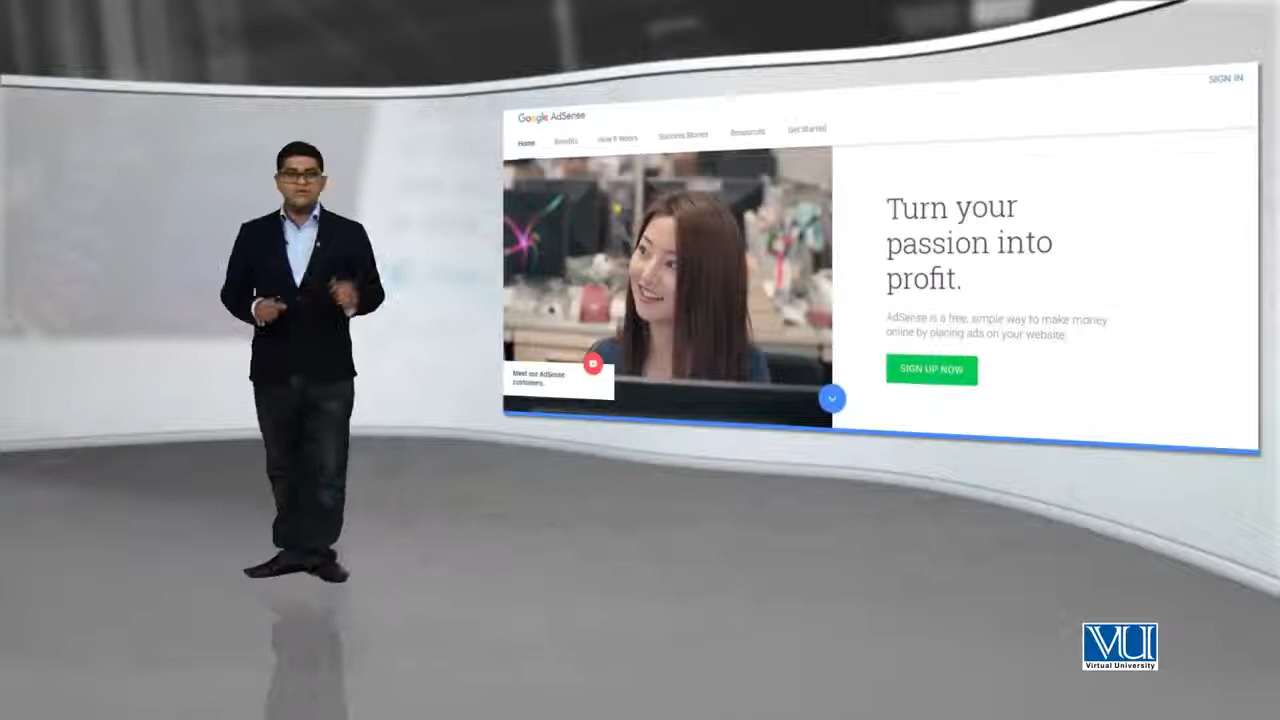 SIGN IN
Google AdSense
Home Benefits How It Works Success Stories Resources Get Started
Turn your
passion into
profit.
AdSense is a free, simple way to make money
online by placing ads on your website.
SIGN UP NOW
Meet our AdSense
customers.
VU
Virtual University